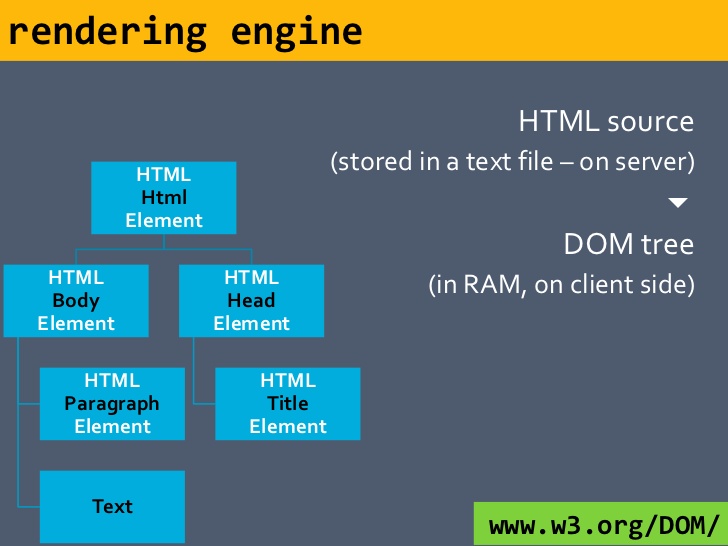 rendering engine
HTML source
(stored in a text file – on server)
DOM tree
(in RAM, on client side)
HTML
Html
Element
HTML
Body
Element
HTML
Head
Element
HTML
Paragraph
Element
HTML
Title
Element
Text
www.w3.org/DOM/